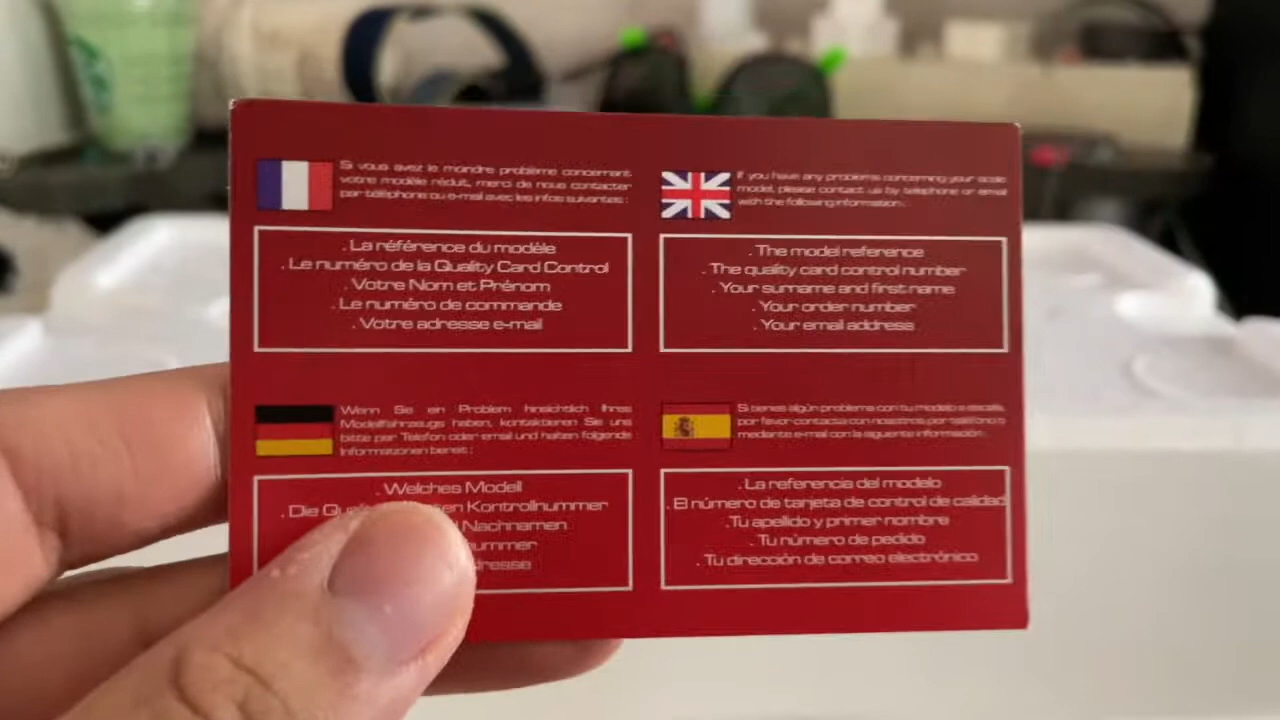 Si vous avez le moindre problème concernant
votre modèle réduit, merci de nous contacter
par téléphone ou e-mail avec les infos suivantes :
. La référence du modèle
. Le numéro de la Quality Card Control
. Votre Nom et Prénom
. Le numéro de commande
. Votre adresse e-mail
If you have any problems concerning your scale
model, please contact us by telephone or email
with the following information :
. The model reference
. The quality card control number
. Your surname and first name
. Your order number
. Your email address
Wenn Sie en Problem hinsichtlich Ihres
Modellfahrzeugs haben, kontaktieren Sie uns
bitte per Telefon oder email und halten folgende
Informationen bereit :
. Welches Modell
. Die Kontrollnummer
Nachnamen
Si tienes algún problema con tu modelo a escala,
por favor contacta con nosotros por teléfono o
mediante e-mail con la siguiente información:
. La referencia del modelo
. El número de tarjeta de control de calidad
. Tu apellido y primer nombre
. Tu número de pedido
. Tu dirección de correo electrónico